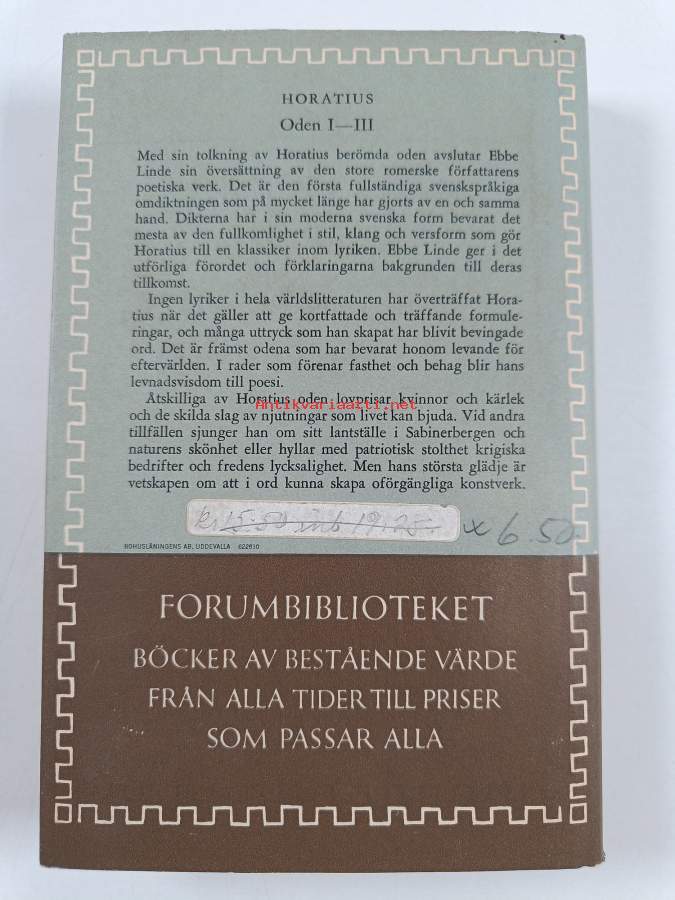 HORATIUS
Oden I—III
Med sin tolkning av Horatius berömda oden avslutar Ebbe
Linde sin översättning av den store romerske författarens
poetiska verk. Det är den första fullständiga svenskspråkiga
omdiktningen som på mycket länge har gjorts av en och samma
hand. Dikterna har i sin moderna svenska form bevarat det
mesta av den fullkomlighet i stil, klang och versform som gör
Horatius till en klassiker inom lyriken. Ebbe Linde ger i det
utförliga förordet och förklaringarna bakgrunden till deras
tillkomst.
Ingen lyriker i hela världslitteraturen har överträffat Hora-
tius när det gäller att ge kortfattade och träffande formule-
ringar, och många uttryck som han skapat har blivit bevingade
ord. Det är främst odena som har bevarat honom levande för
eftervärlden. I rader som förenar fasthet och behag blir hans
levnadsvisdom till poesi.
Åtskilliga av Horatius oden lovprisar kvinnor och kärlek
Antikvariaatti.net
och de skilda slag av njutningar som livet kan bjuda. Vid andra
tillfällen sjunger han om sitt lantställe i Sabinerbergen och
naturens skönhet eller hyllar med patriotisk stolthet krigiska
bedrifter och fredens lycksalighet. Men hans största glädje är
vetskapen om att i ord kunna skapa oförgängliga konstverk.
kr 15.50 inb 19.25 x 6.50
BOHUSLÄNINGENS AB, UDDEVALLA 622610
FORUMBIBLIOTEKET
BÖCKER AV BESTÅENDE VÄRDE
FRÅN ALLA TIDER TILL PRISER
SOM PASSAR ALLA